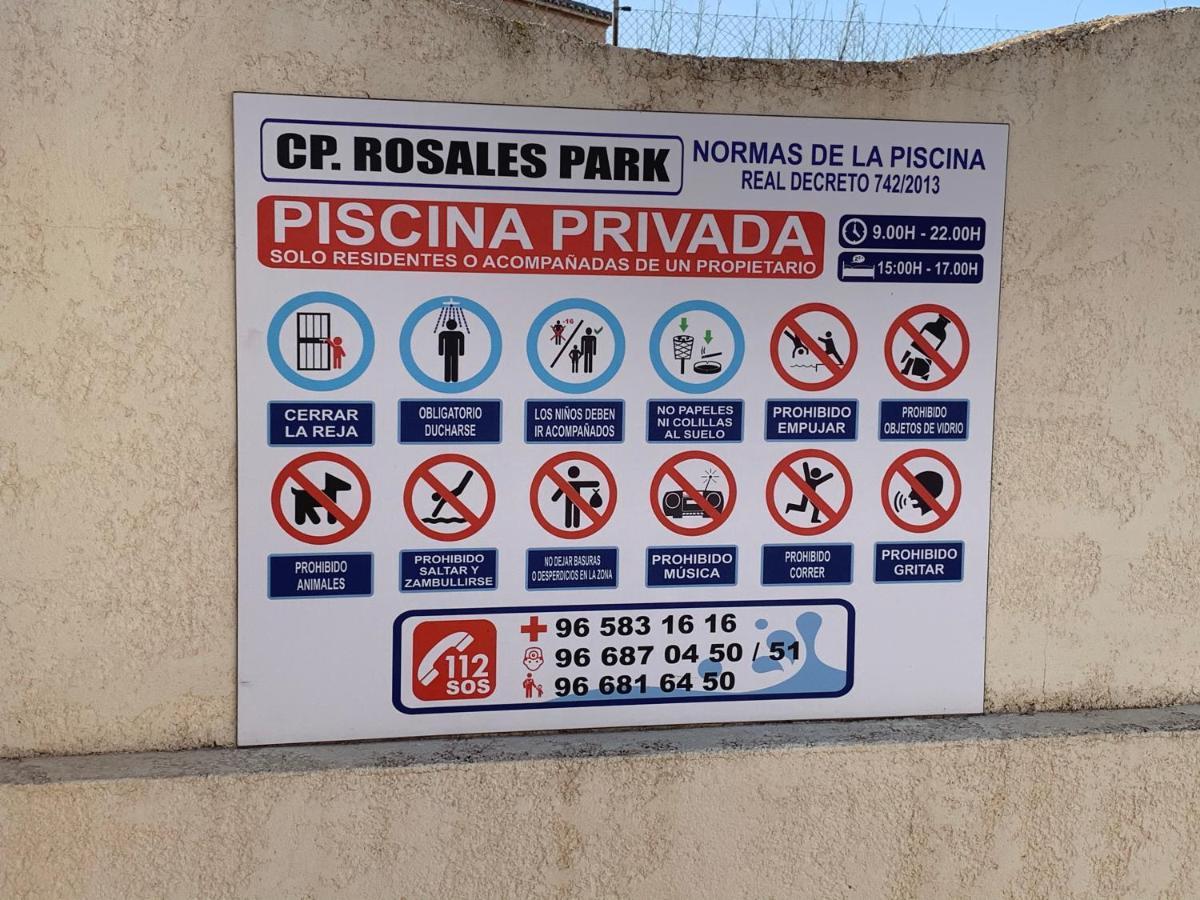 CP. ROSALES PARK
NORMAS DE LA PISCINA
REAL DECRETO 742/2013
PISCINA PRIVADA
SOLO RESIDENTES O ACOMPAÑADAS DE UN PROPIETARIO
9.00H - 22.00H
15:00H - 17.00H
-16
CERRAR
LA REJA
OBLIGATORIO
DUCHARSE
LOS NIÑOS DEBEN
IR ACOMPAÑADOS
NO PAPELES
NI COLILLAS
AL SUELO
PROHIBIDO
EMPUJAR
PROHIBIDO
OBJETOS DE VIDRIO
PROHIBIDO
ANIMALES
PROHIBIDO
SALTAR Y
ZAMBULLIRSE
NO DEJAR BASURAS
O DESPERDICIOS EN LA ZONA
PROHIBIDO
MÚSICA
PROHIBIDO
CORRER
PROHIBIDO
GRITAR
112
SOS
96 583 16 16
96 687 04 50 / 51
96 681 64 50